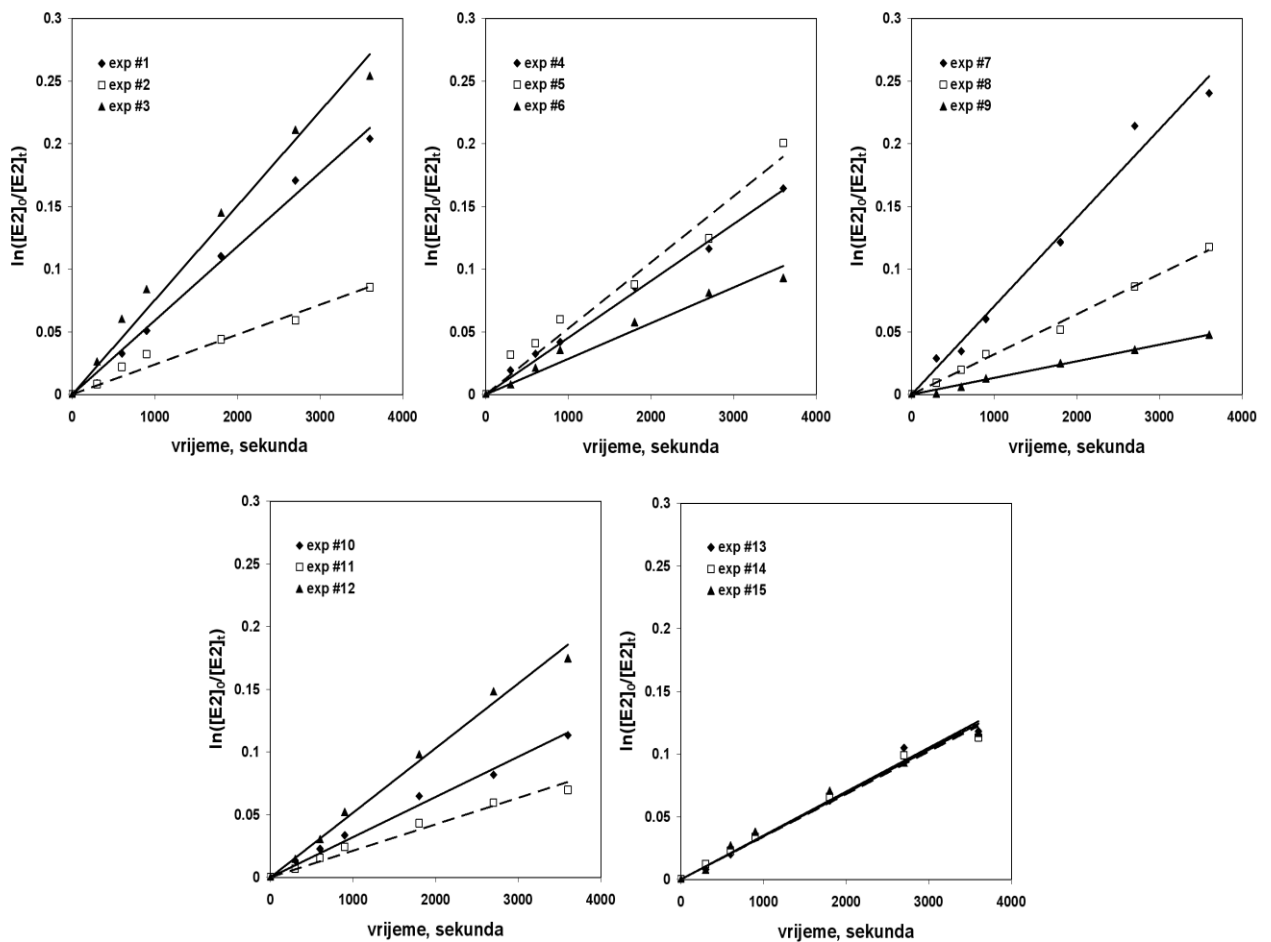 0.3
exp #1
exp #2
exp #3
0.25
0.2
0.15
0.1
0.05
0
ln([E2]₀/[E2]ₜ)
0 1000 2000 3000 4000
vrijeme, sekunda
0.3
exp #4
exp #5
exp #6
0.25
0.2
0.15
0.1
0.05
0
ln([E2]₀/[E2]ₜ)
0 1000 2000 3000 4000
vrijeme, sekunda
0.3
exp #7
exp #8
exp #9
0.25
0.2
0.15
0.1
0.05
0
ln([E2]₀/[E2]ₜ)
0 1000 2000 3000 4000
vrijeme, sekunda
0.3
exp #10
exp #11
exp #12
0.25
0.2
0.15
0.1
0.05
0
ln([E2]₀/[E2]ₜ)
0 1000 2000 3000 4000
vrijeme, sekunda
0.3
exp #13
exp #14
exp #15
0.25
0.2
0.15
0.1
0.05
0
ln([E2]₀/[E2]ₜ)
0 1000 2000 3000 4000
vrijeme, sekunda